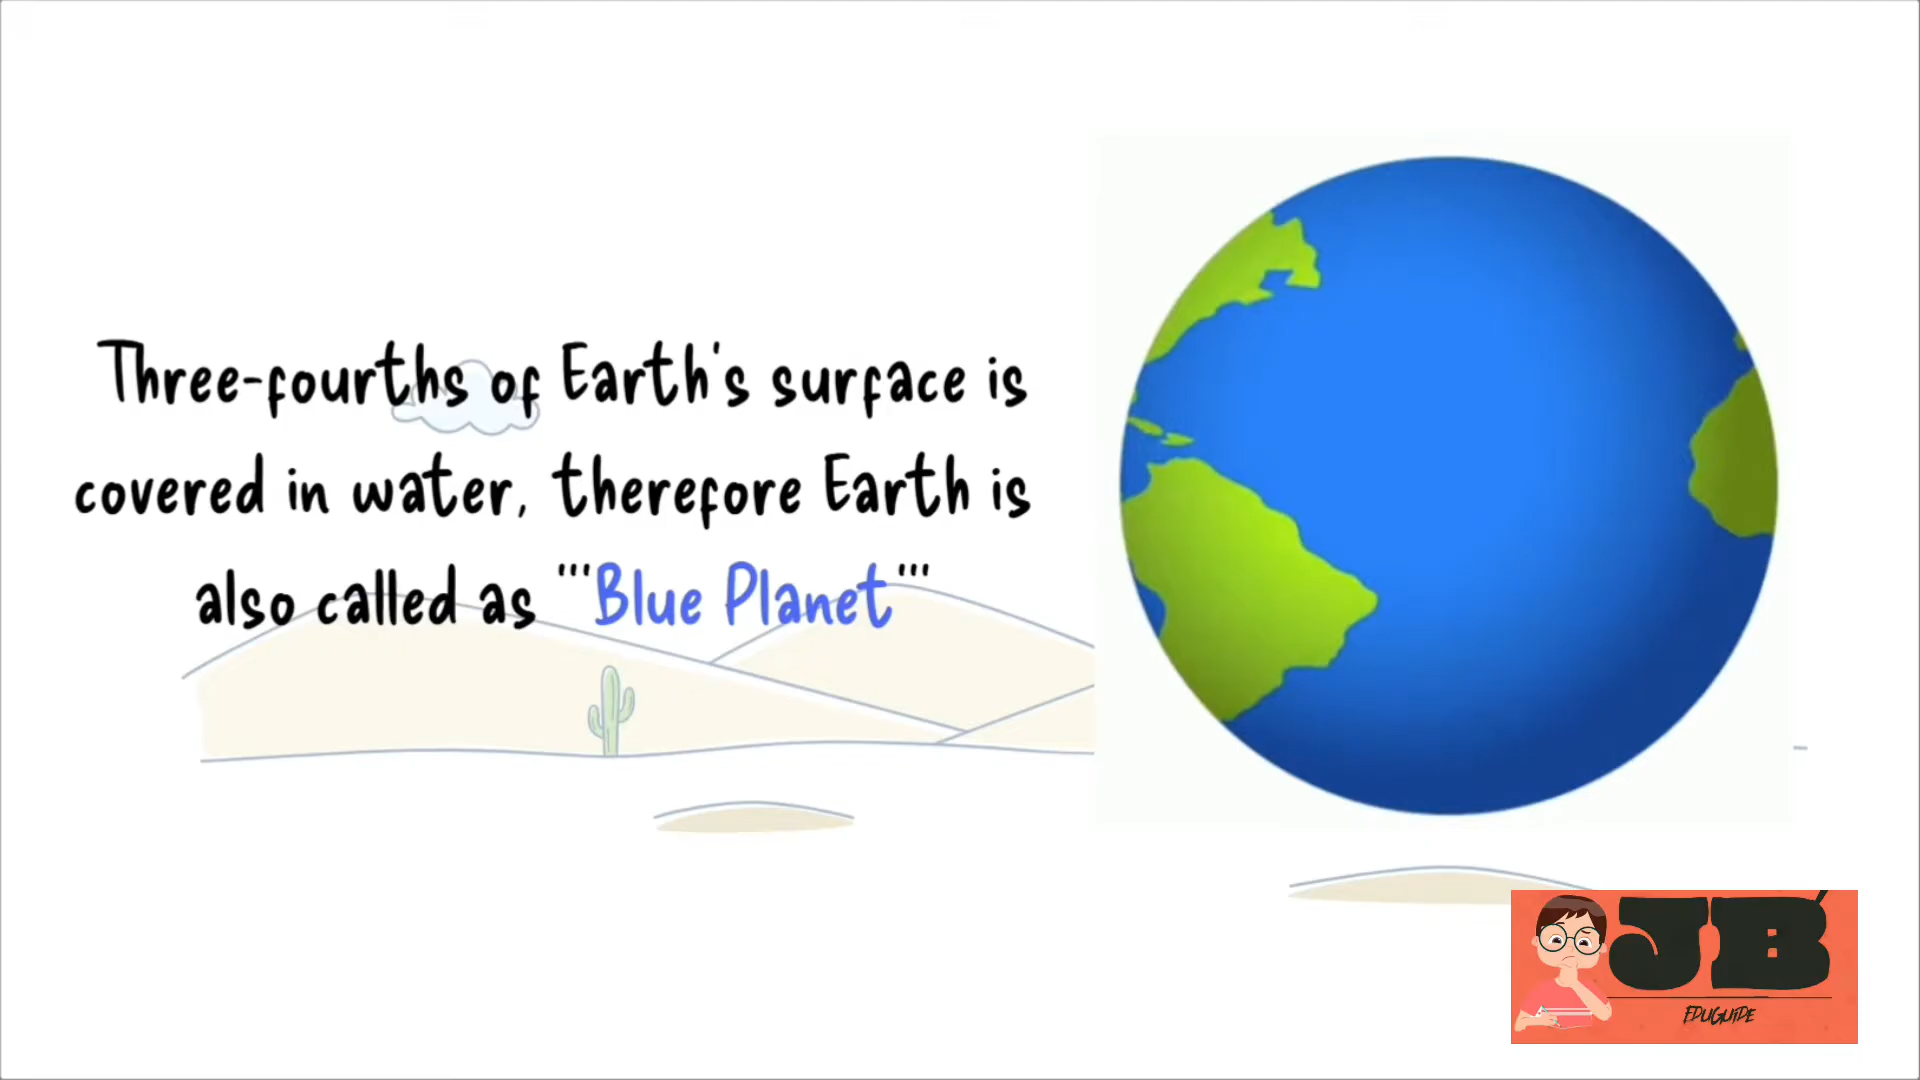 Three-fourths of Earth's surface is
covered in water, therefore Earth is
also called as '''Blue Planet'''
JB
EDUGUIDE